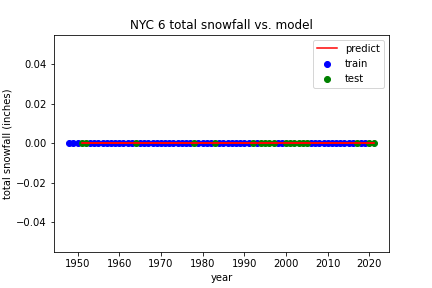 NYC 6 total snowfall vs. model
predict
train
test
total snowfall (inches)
0.04
0.02
0.00
−0.02
−0.04
1950 1960 1970 1980 1990 2000 2010 2020
year